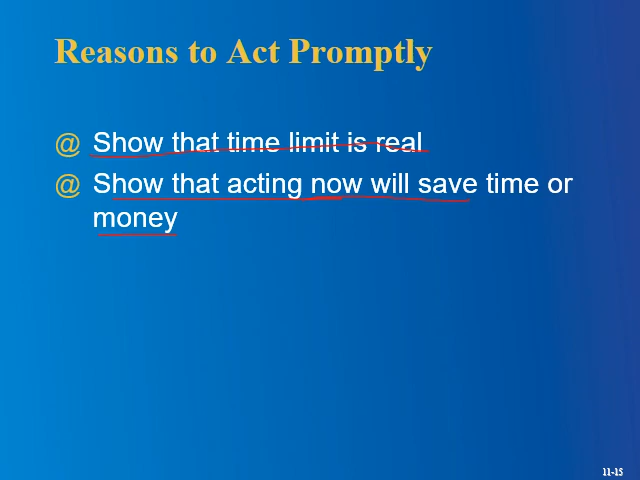 Reasons to Act Promptly
@ Show that time limit is real
@ Show that acting now will save time or
money
11-15